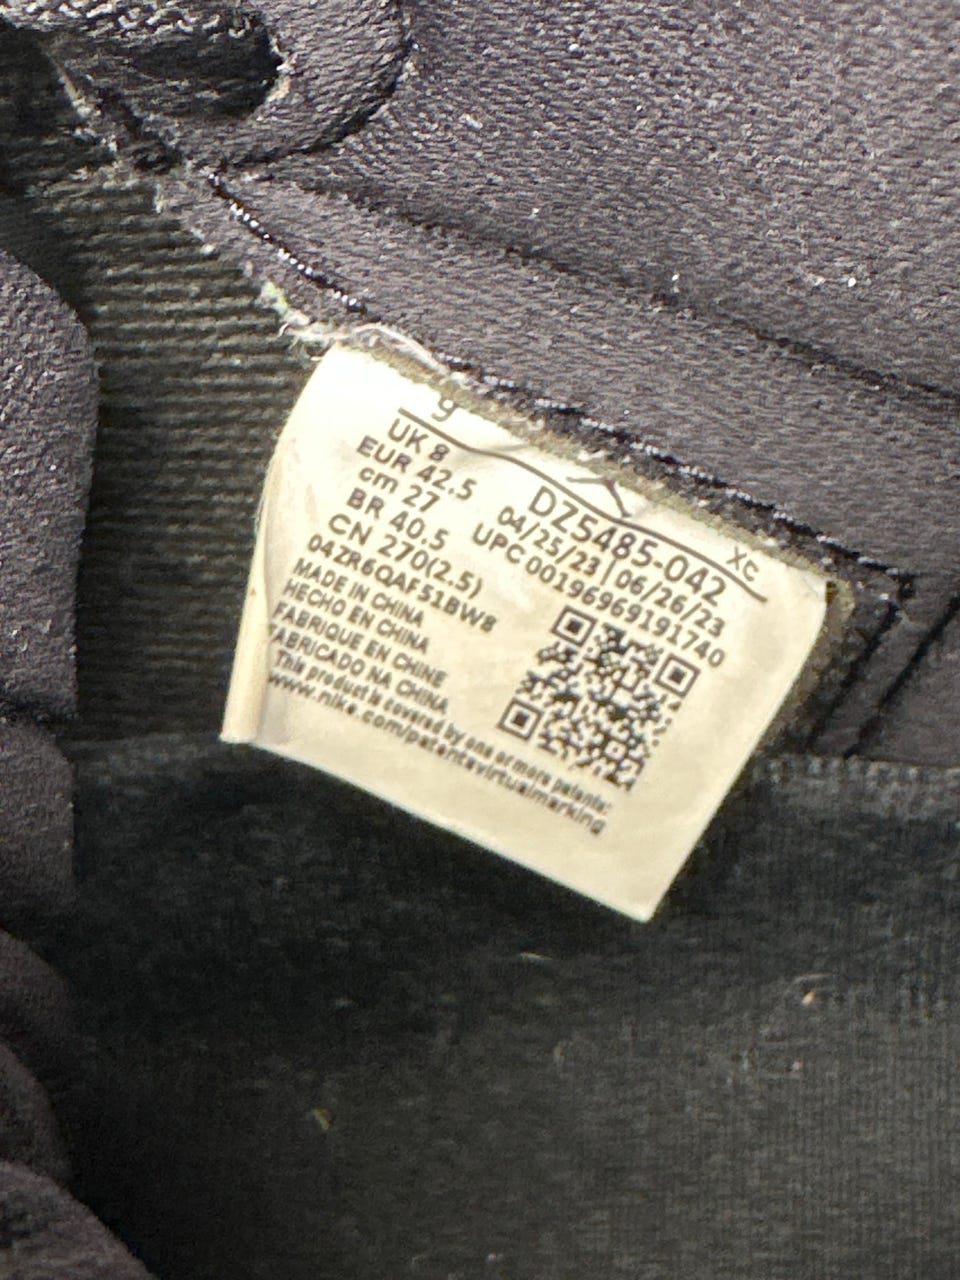 9
UK 8
EUR 42.5
cm 27
BR 40.5
CN 270(2.5)
04ZR6QAF51BW8
MADE IN CHINA
HECHO EN CHINA
FABRIQUE EN CHINE
FABRICADO NA CHINA
This product is covered by one or more patents:
www.nike.com/patentsvirtualmarking
XC
DZ5485-042
04/25/23 | 06/26/23
UPC 00196969191740